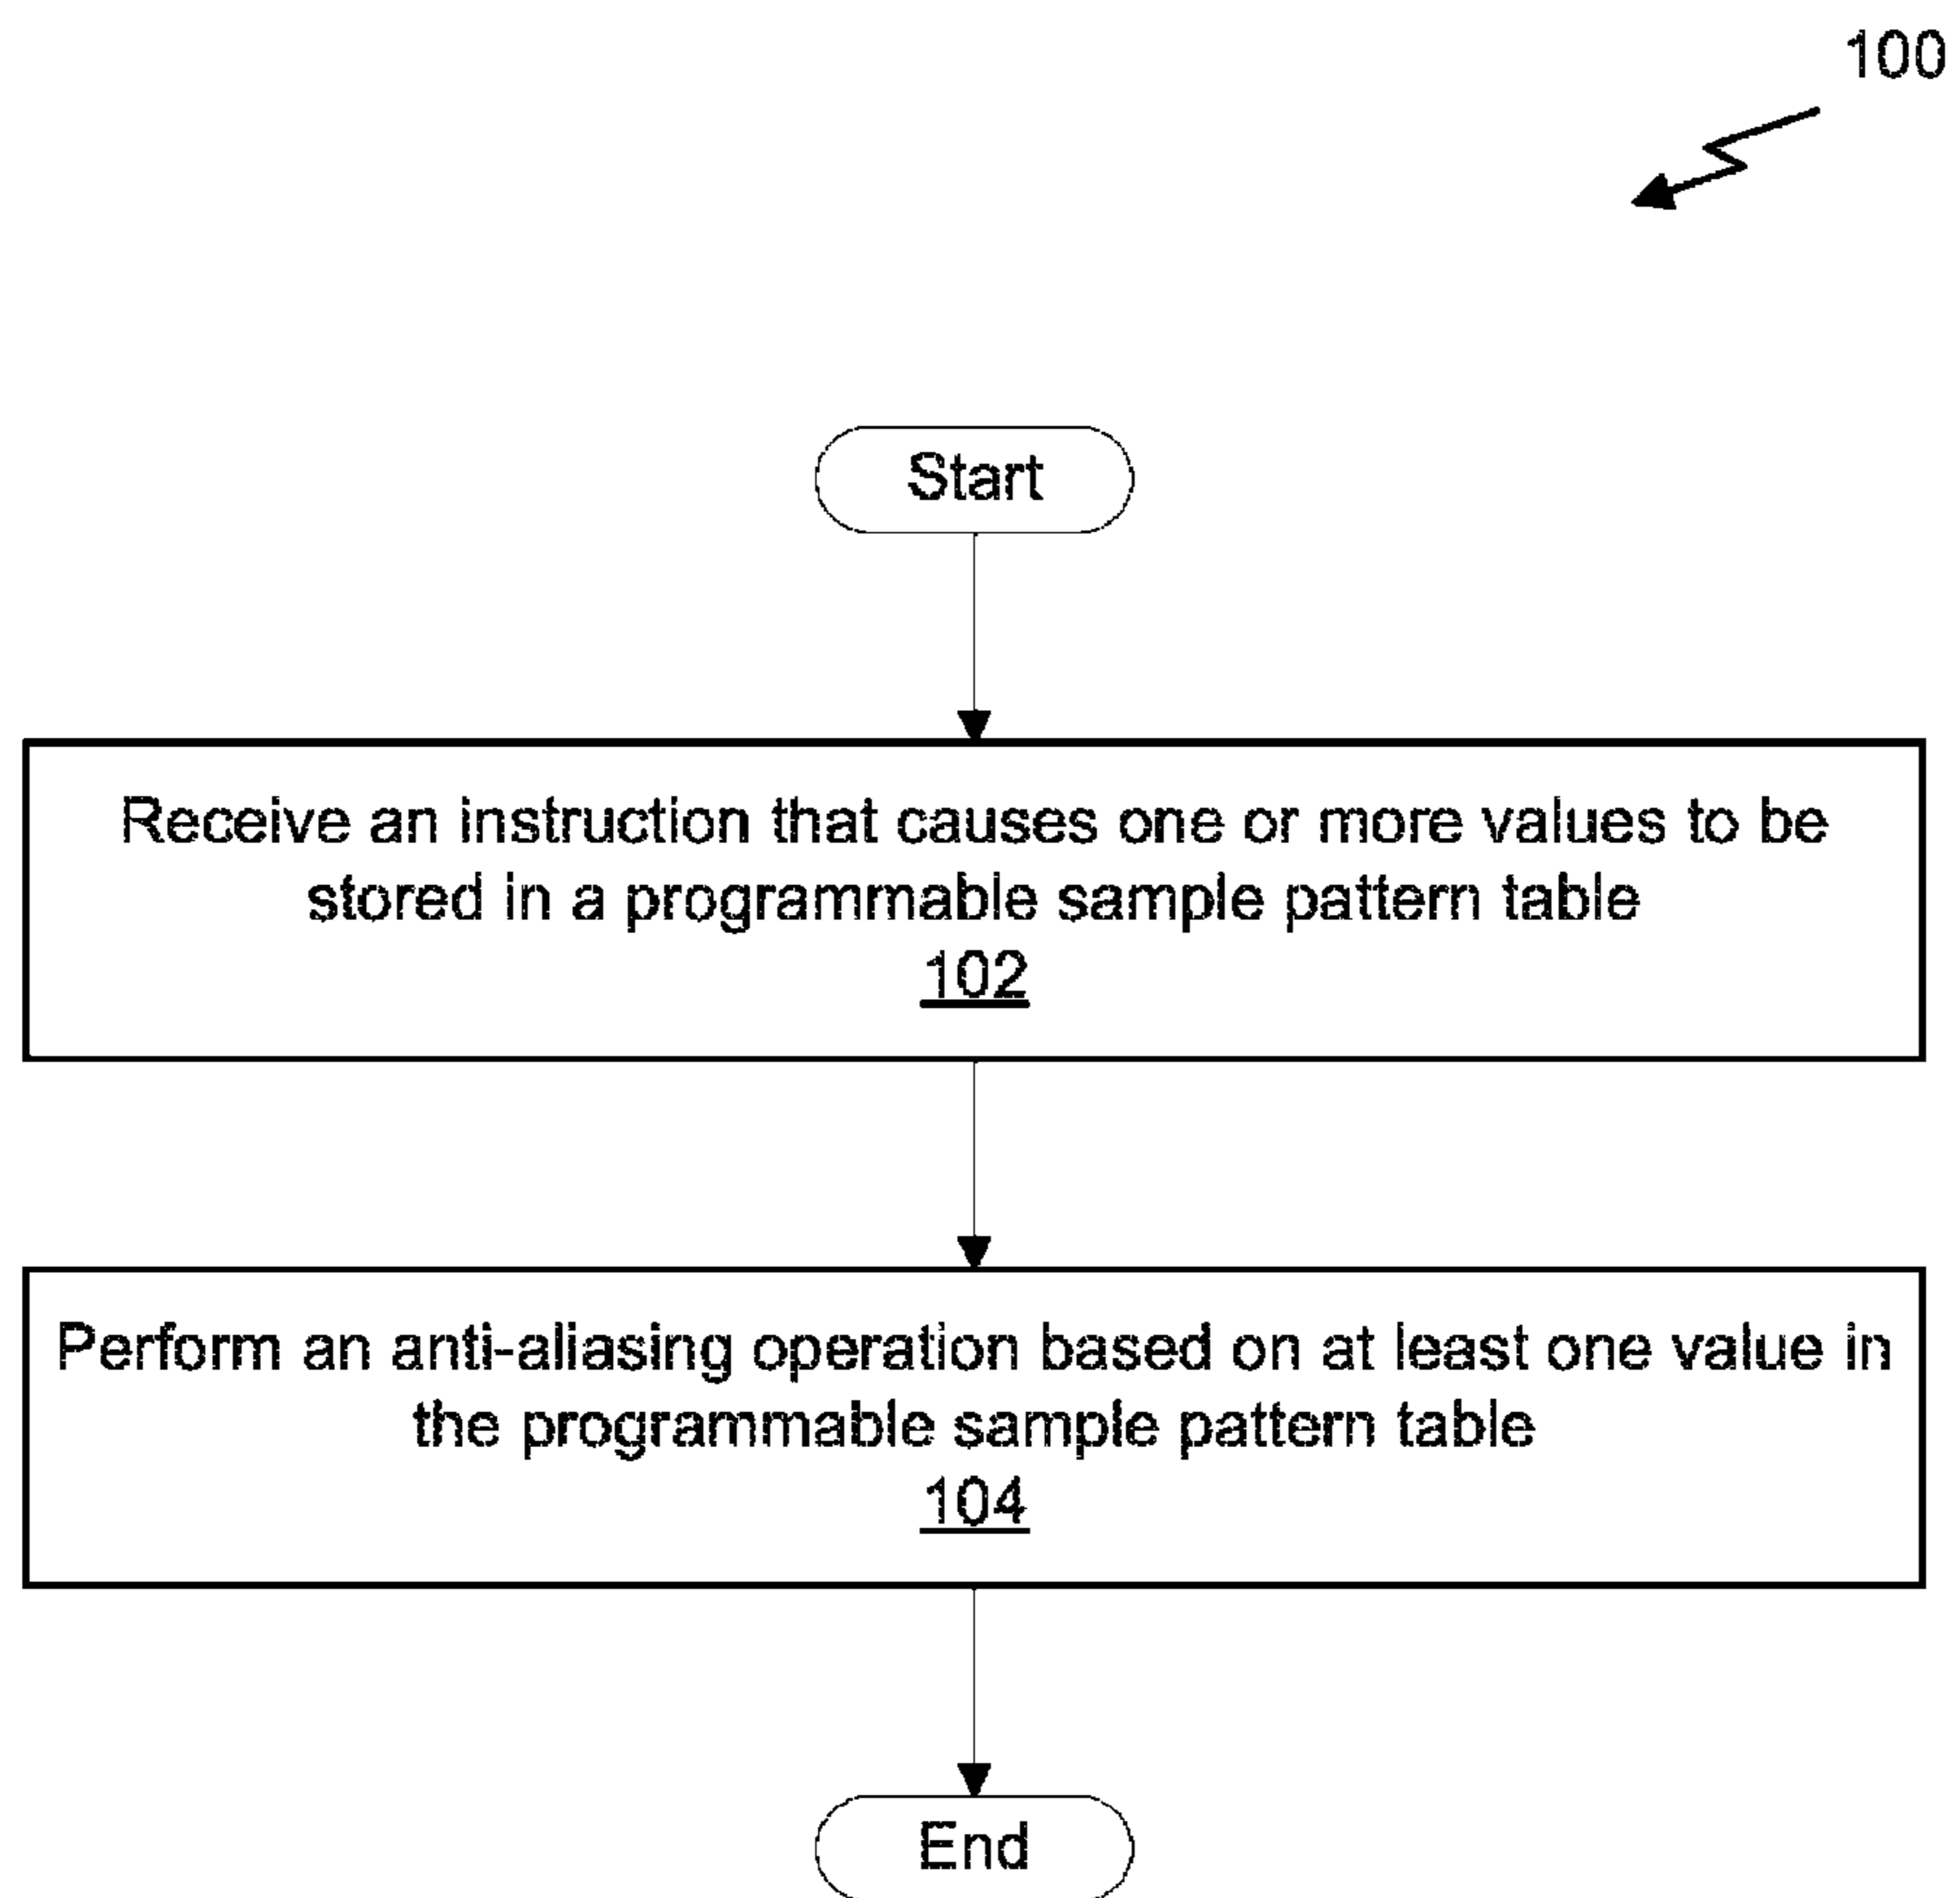 100
Start
Receive an instruction that causes one or more values to be
stored in a programmable sample pattern table
102
Perform an anti-aliasing operation based on at least one value in
the programmable sample pattern table
104
End